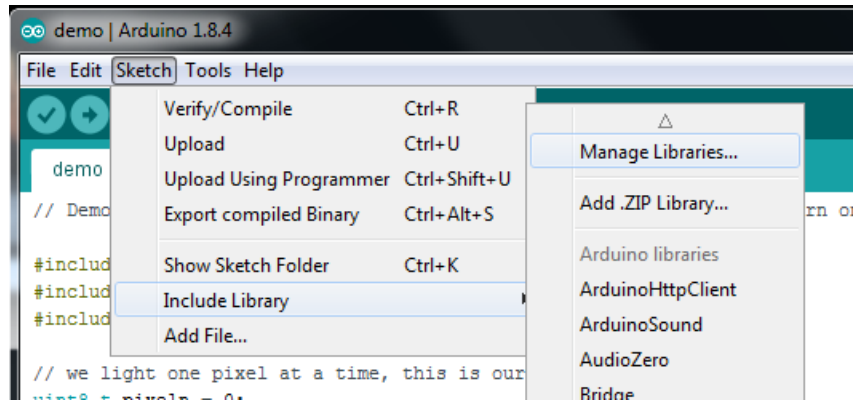 demo | Arduino 1.8.4
File Edit Sketch Tools Help
Verify/Compile Ctrl+R
Upload Ctrl+U
Upload Using Programmer Ctrl+Shift+U
Export compiled Binary Ctrl+Alt+S
Show Sketch Folder Ctrl+K
Include Library
Add File...
Manage Libraries...
Add .ZIP Library...
Arduino libraries
ArduinoHttpClient
ArduinoSound
AudioZero
Bridge
demo
// Demo
#includ
#includ
#includ
// we light one pixel at a time, this is our
uint8_t pixeln = 0;